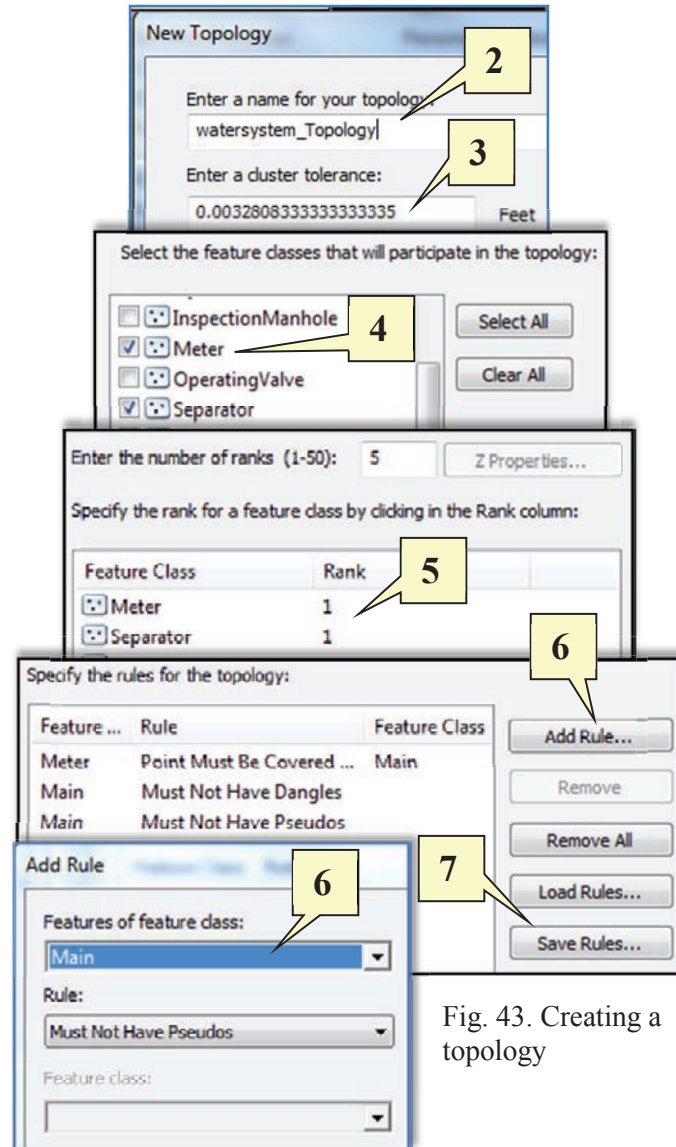 New Topology
2
Enter a name for your topology:
watersystem_Topology
3
Enter a cluster tolerance:
0.0032808333333333335 Feet
Select the feature classes that will participate in the topology:
InspectionManhole
4
Select All
Meter
OperatingValve
Clear All
Separator
Enter the number of ranks (1-50): 5 Z Properties...
Specify the rank for a feature class by clicking in the Rank column:
Feature Class Rank
5
Meter 1
Separator 1
6
Specify the rules for the topology:
Feature ... Rule Feature Class
Add Rule...
Meter Point Must Be Covered ... Main
Main Must Not Have Dangles
Remove
Main Must Not Have Pseudos
Remove All
Add Rule
6
7
Load Rules...
Features of feature class:
Save Rules...
Main
Rule:
Must Not Have Pseudos
Feature class:
Fig. 43. Creating a
topology